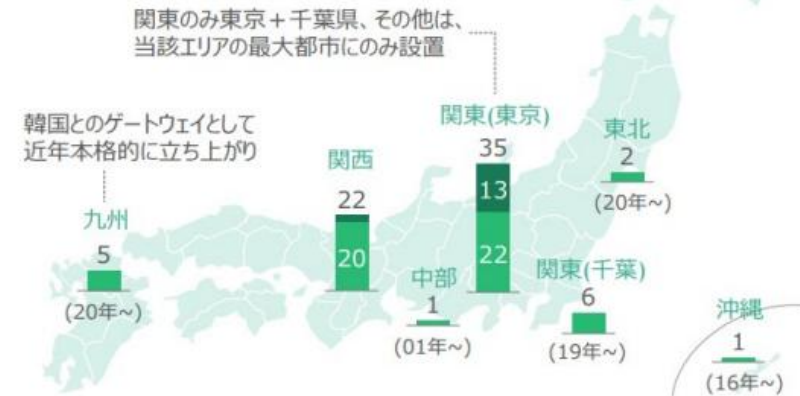 関東のみ東京＋千葉県、その他は、
当該エリアの最大都市にのみ設置
韓国とのゲートウェイとして
近年本格的に立ち上がり
関東(東京)
35
13
22
東北
2
(20年~)
関西
22
20
九州
5
(20年~)
中部
1
(01年~)
関東(千葉)
6
(19年~)
沖縄
1
(16年~)